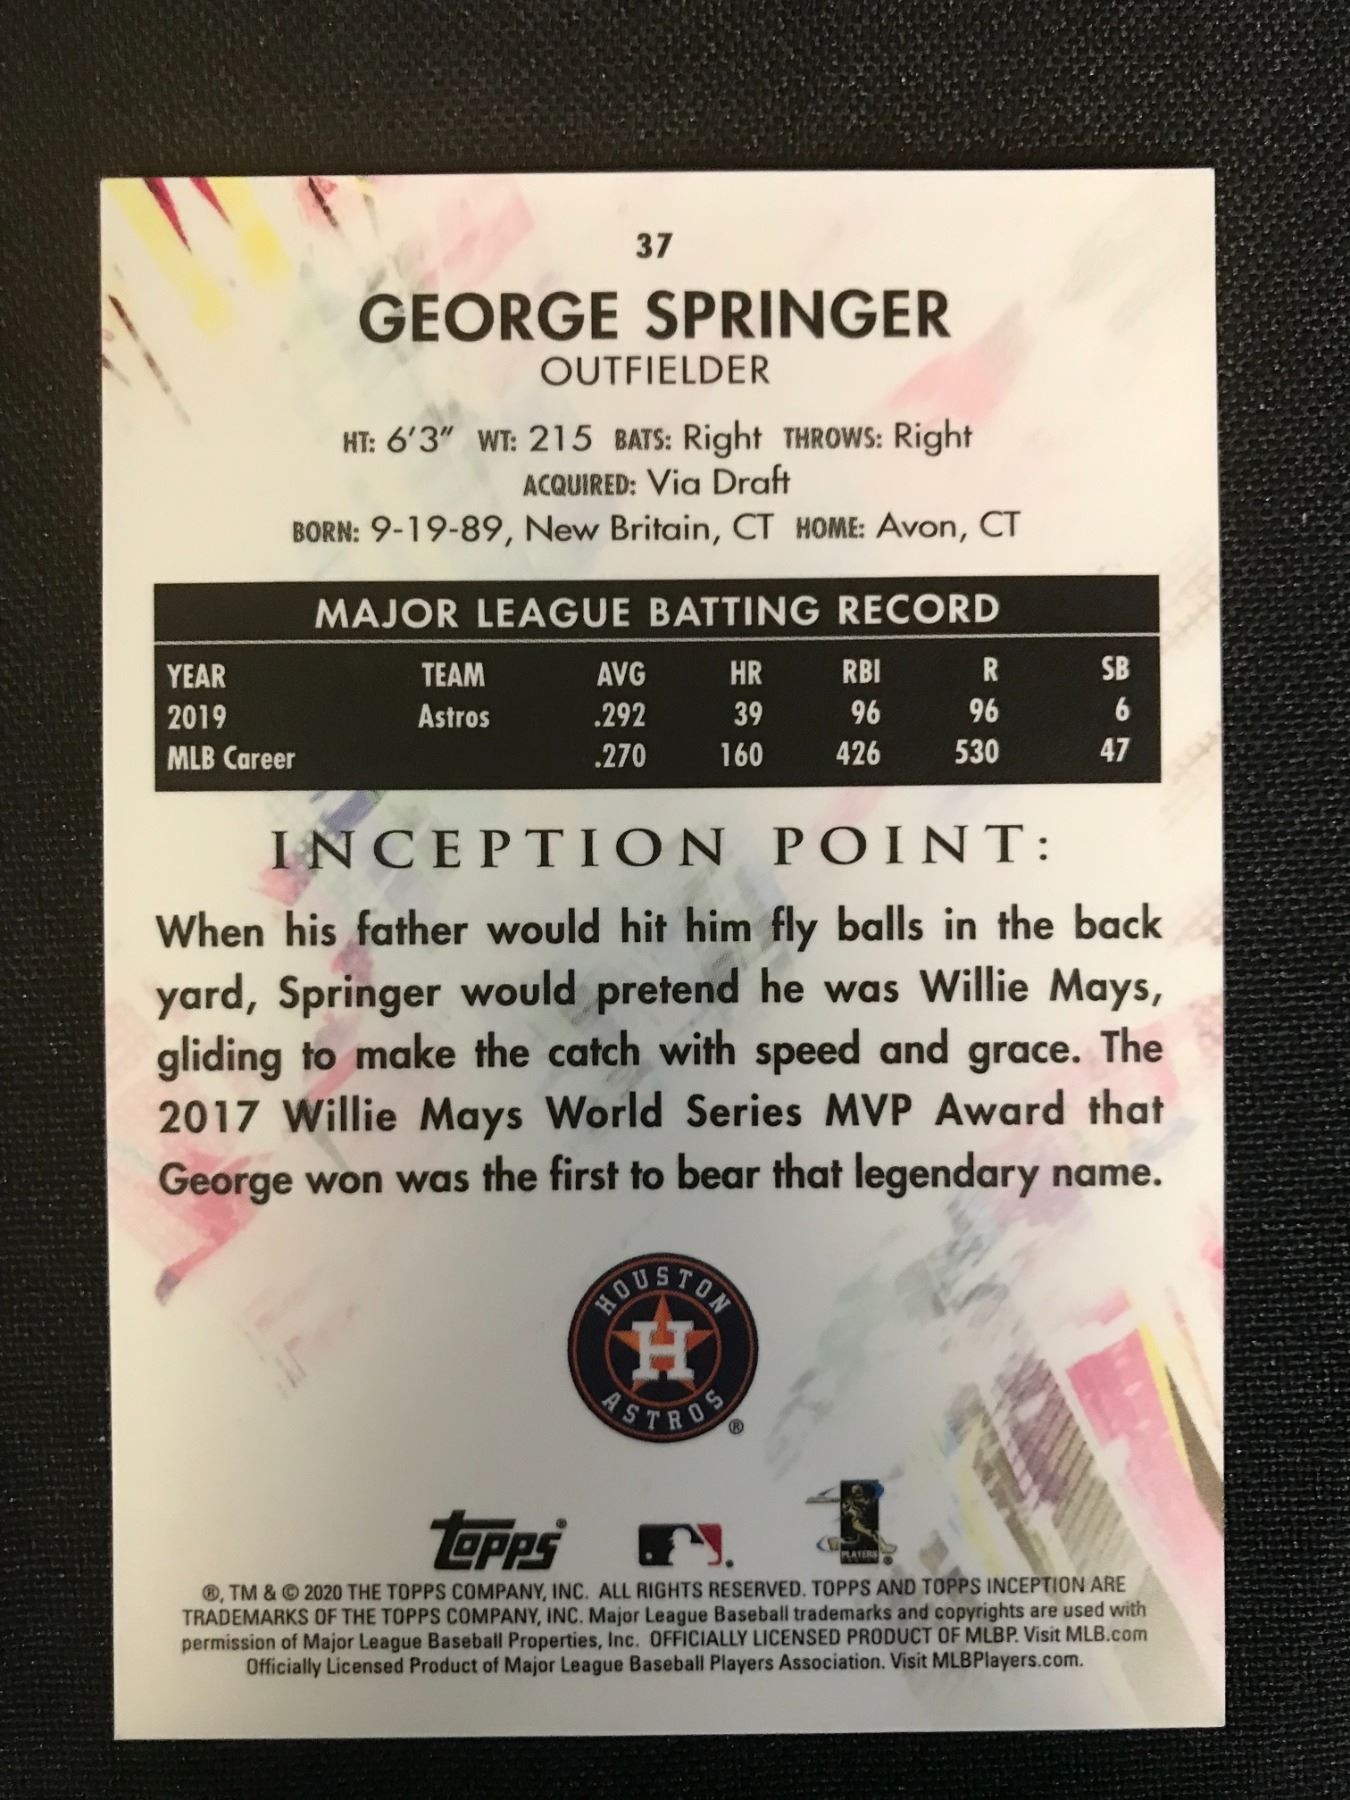 37
GEORGE SPRINGER
OUTFIELDER
HT: 6'3" WT: 215 BATS: Right THROWS: Right
ACQUIRED: Via Draft
BORN: 9-19-89, New Britain, CT HOME: Avon, CT
MAJOR LEAGUE BATTING RECORD
YEAR TEAM AVG HR RBI R SB
2019 Astros .292 39 96 96 6
MLB Career .270 160 426 530 47
INCEPTION POINT:
When his father would hit him fly balls in the back
yard, Springer would pretend he was Willie Mays,
gliding to make the catch with speed and grace. The
2017 Willie Mays World Series MVP Award that
George won was the first to bear that legendary name.
HOUSTON
H
ASTROS ®
Topps® ® PLAYERS ®
®, TM & © 2020 THE TOPPS COMPANY, INC. ALL RIGHTS RESERVED. TOPPS AND TOPPS INCEPTION ARE
TRADEMARKS OF THE TOPPS COMPANY, INC. Major League Baseball trademarks and copyrights are used with
permission of Major League Baseball Properties, Inc. OFFICIALLY LICENSED PRODUCT OF MLBP. Visit MLB.com
Officially Licensed Product of Major League Baseball Players Association. Visit MLBPlayers.com.